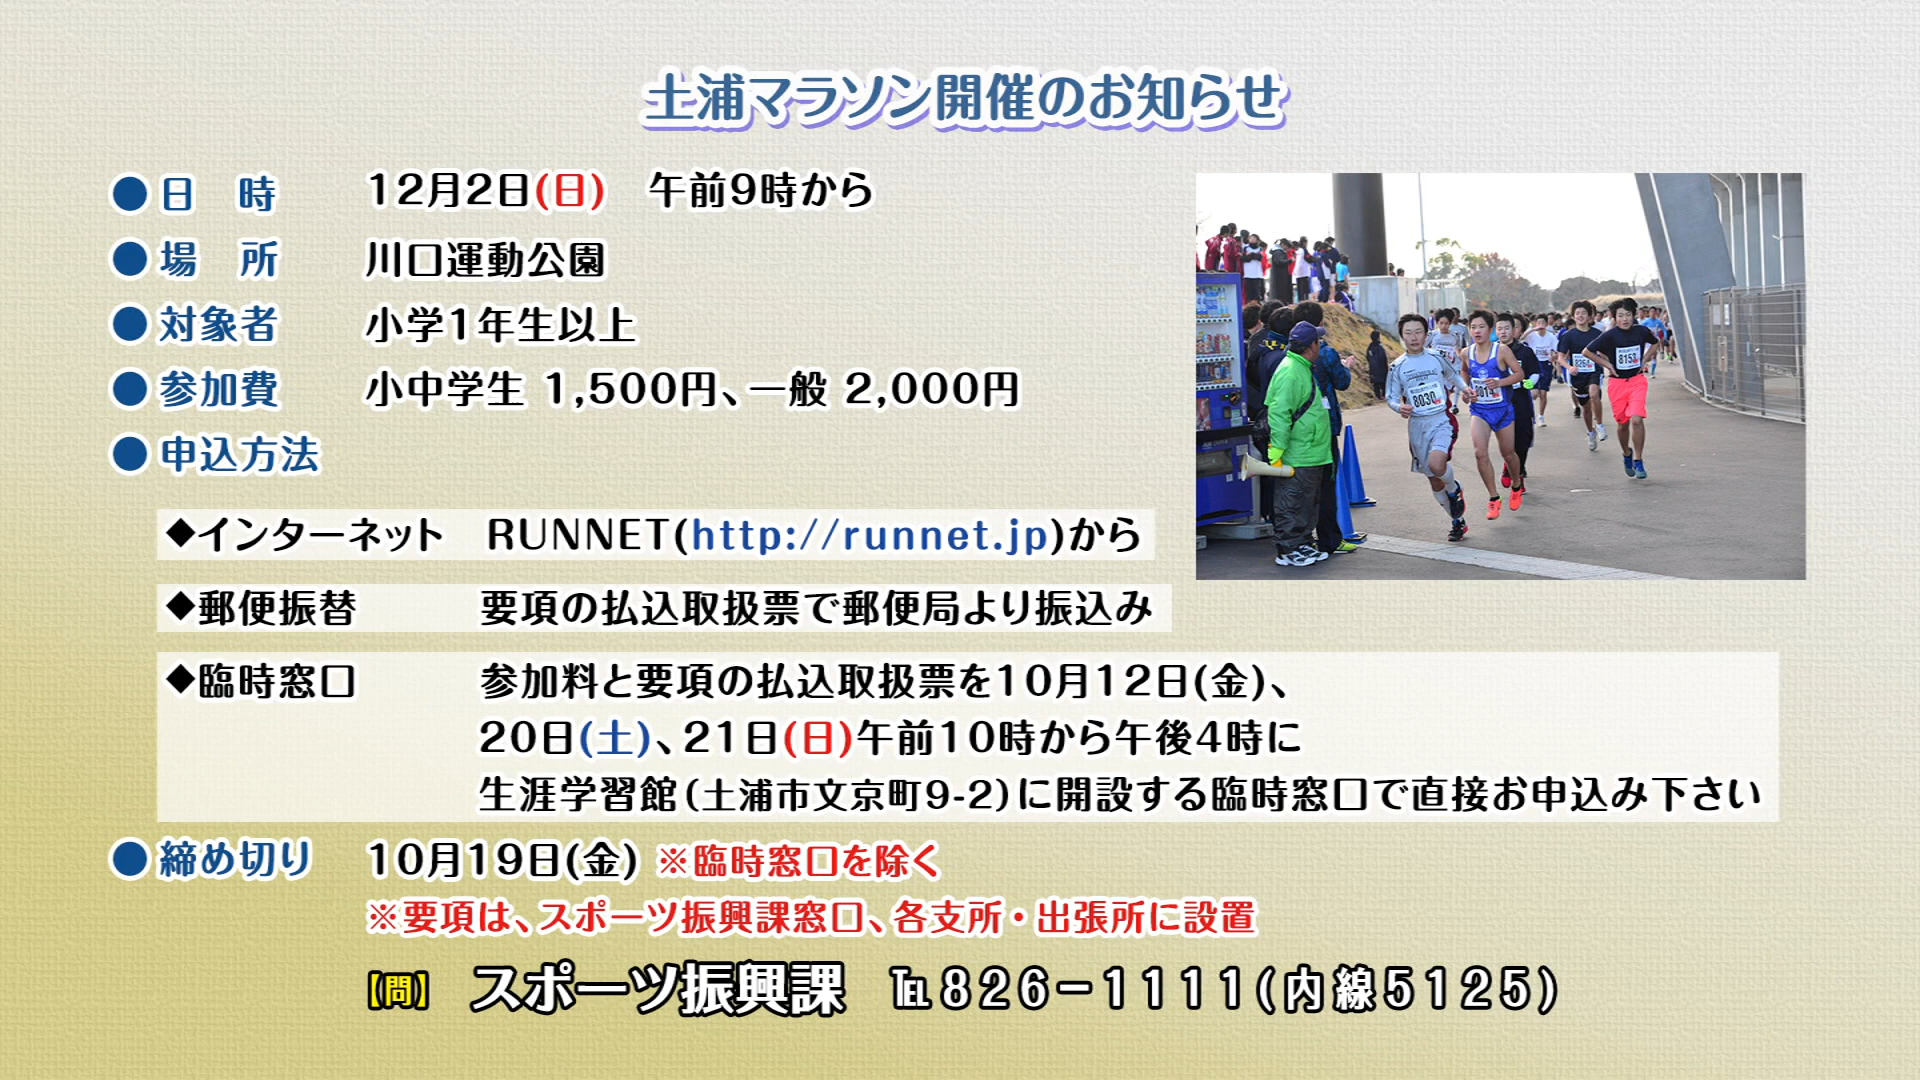 土浦マラソン開催のお知らせ
●日　時　12月2日(日)　午前9時から
●場　所　川口運動公園
●対象者　小学1年生以上
●参加費　小中学生 1,500円、一般 2,000円
●申込方法
◆インターネット　RUNNET(http://runnet.jp)から
◆郵便振替　要項の払込取扱票で郵便局より振込み
◆臨時窓口　参加料と要項の払込取扱票を10月12日(金)、
20日(土)、21日(日)午前10時から午後4時に
生涯学習館(土浦市文京町9-2)に開設する臨時窓口で直接お申込み下さい
●締め切り　10月19日(金) ※臨時窓口を除く
※要項は、スポーツ振興課窓口、各支所・出張所に設置
【問】　スポーツ振興課　℡826－1111(内線5125)
8030
8153